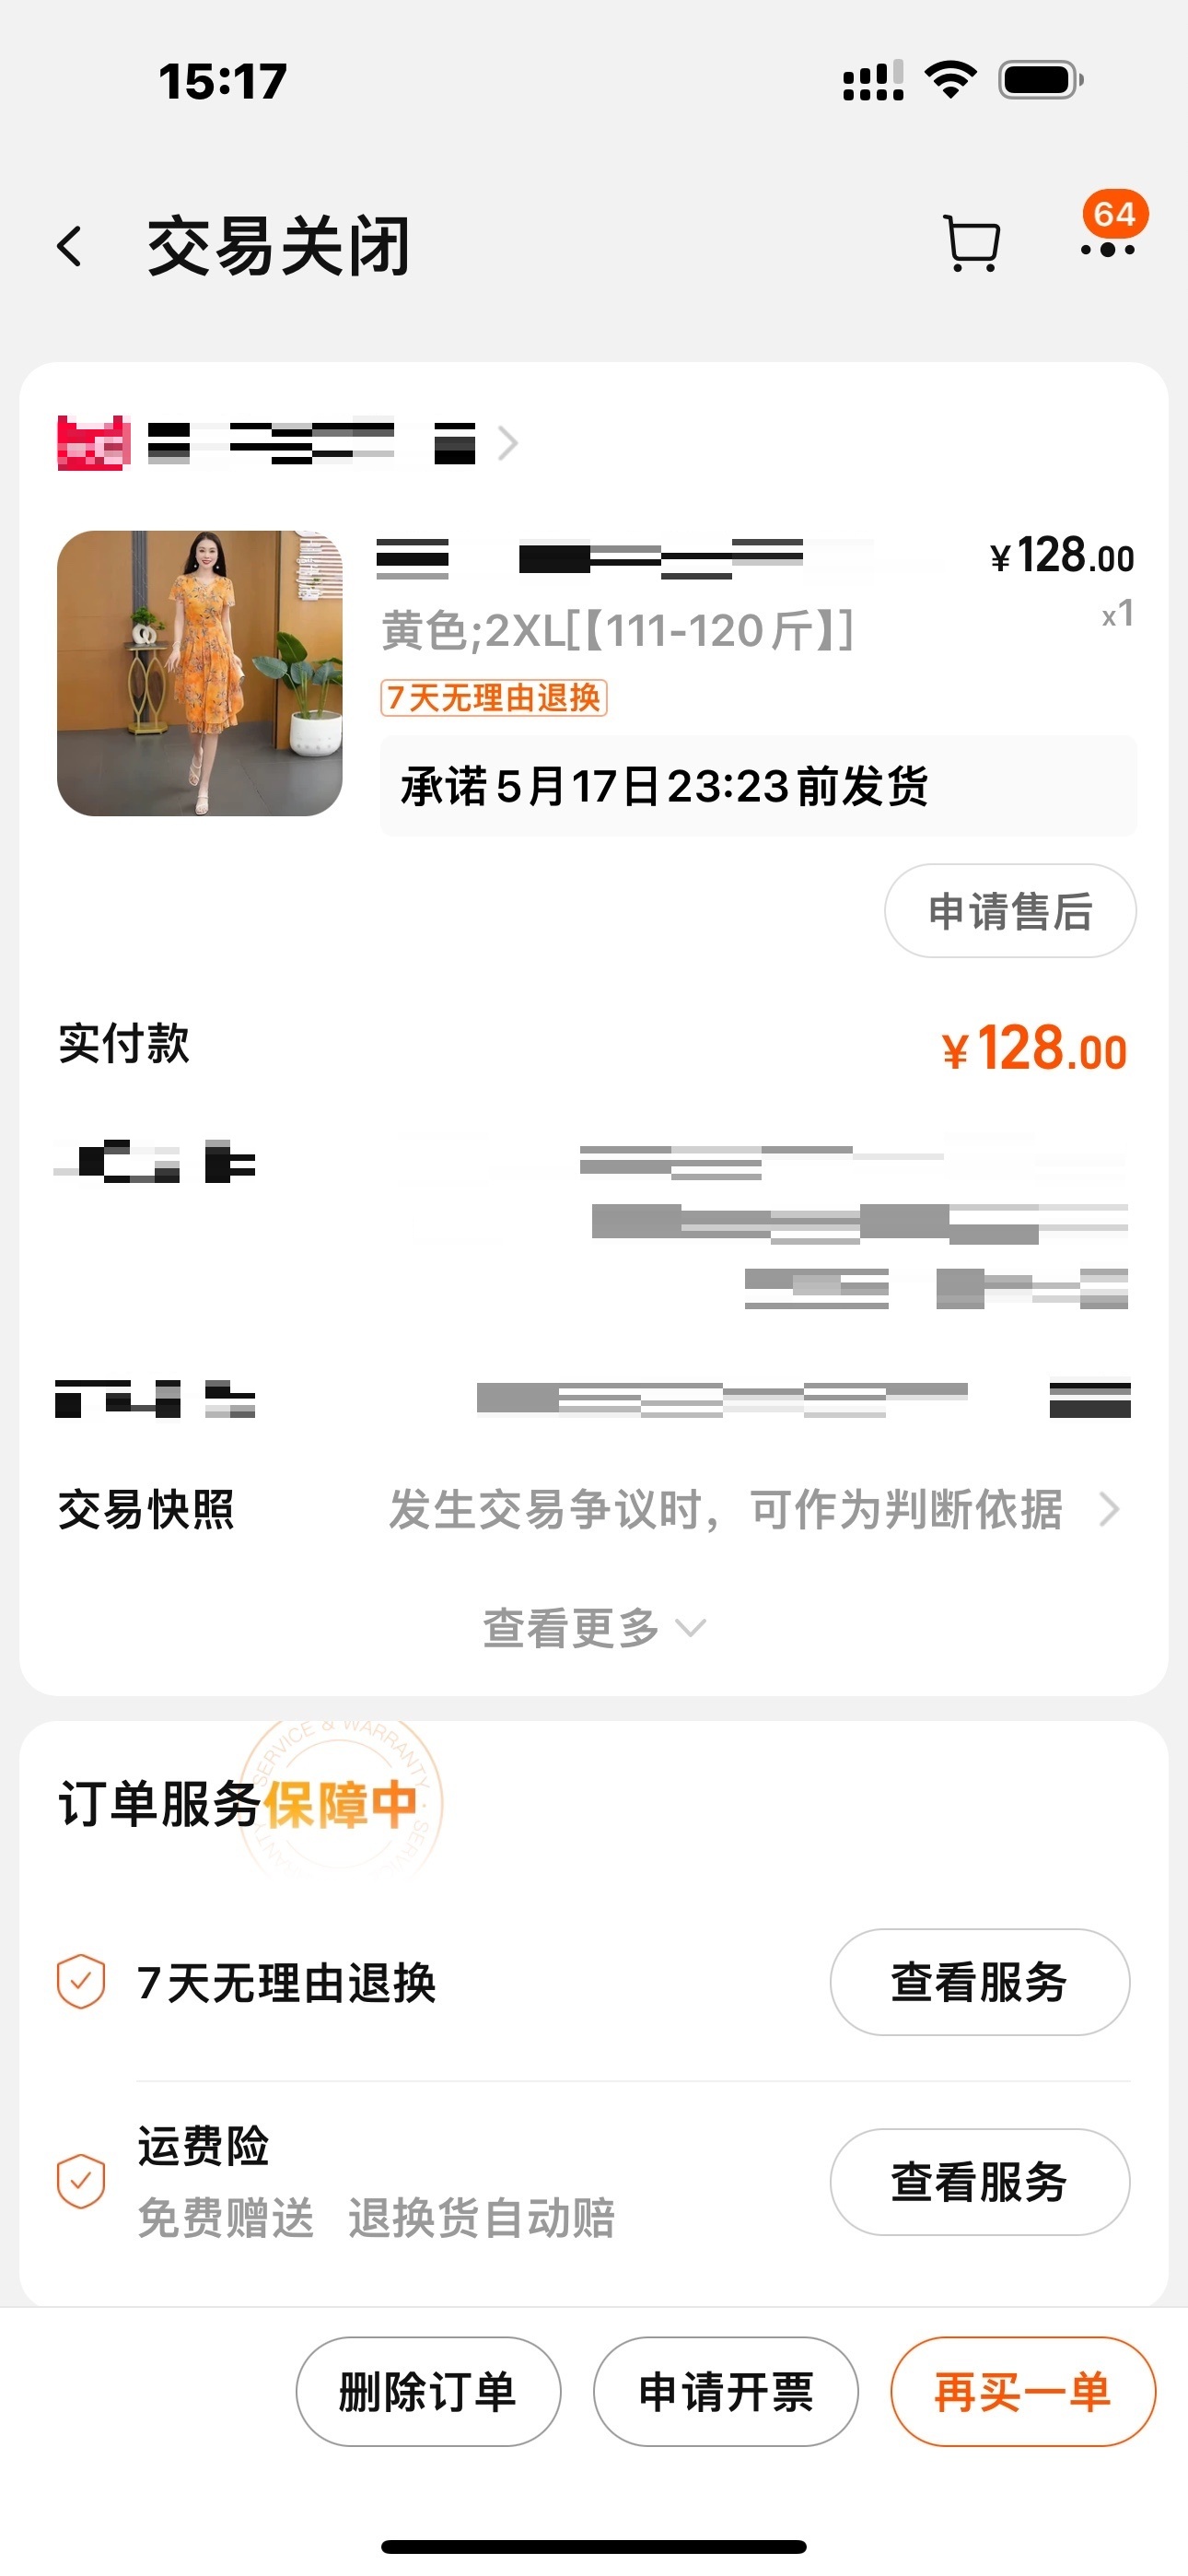 15:17
交易关闭
64
¥128.00
黄色;2XL[【111-120斤】]
x1
7天无理由退换
承诺5月17日23:23前发货
申请售后
实付款
¥128.00
交易快照
发生交易争议时，可作为判断依据
查看更多
SERVICE & WARRANTY · SERVI
订单服务保障中
7天无理由退换
查看服务
运费险
免费赠送 退换货自动赔
查看服务
删除订单
申请开票
再买一单